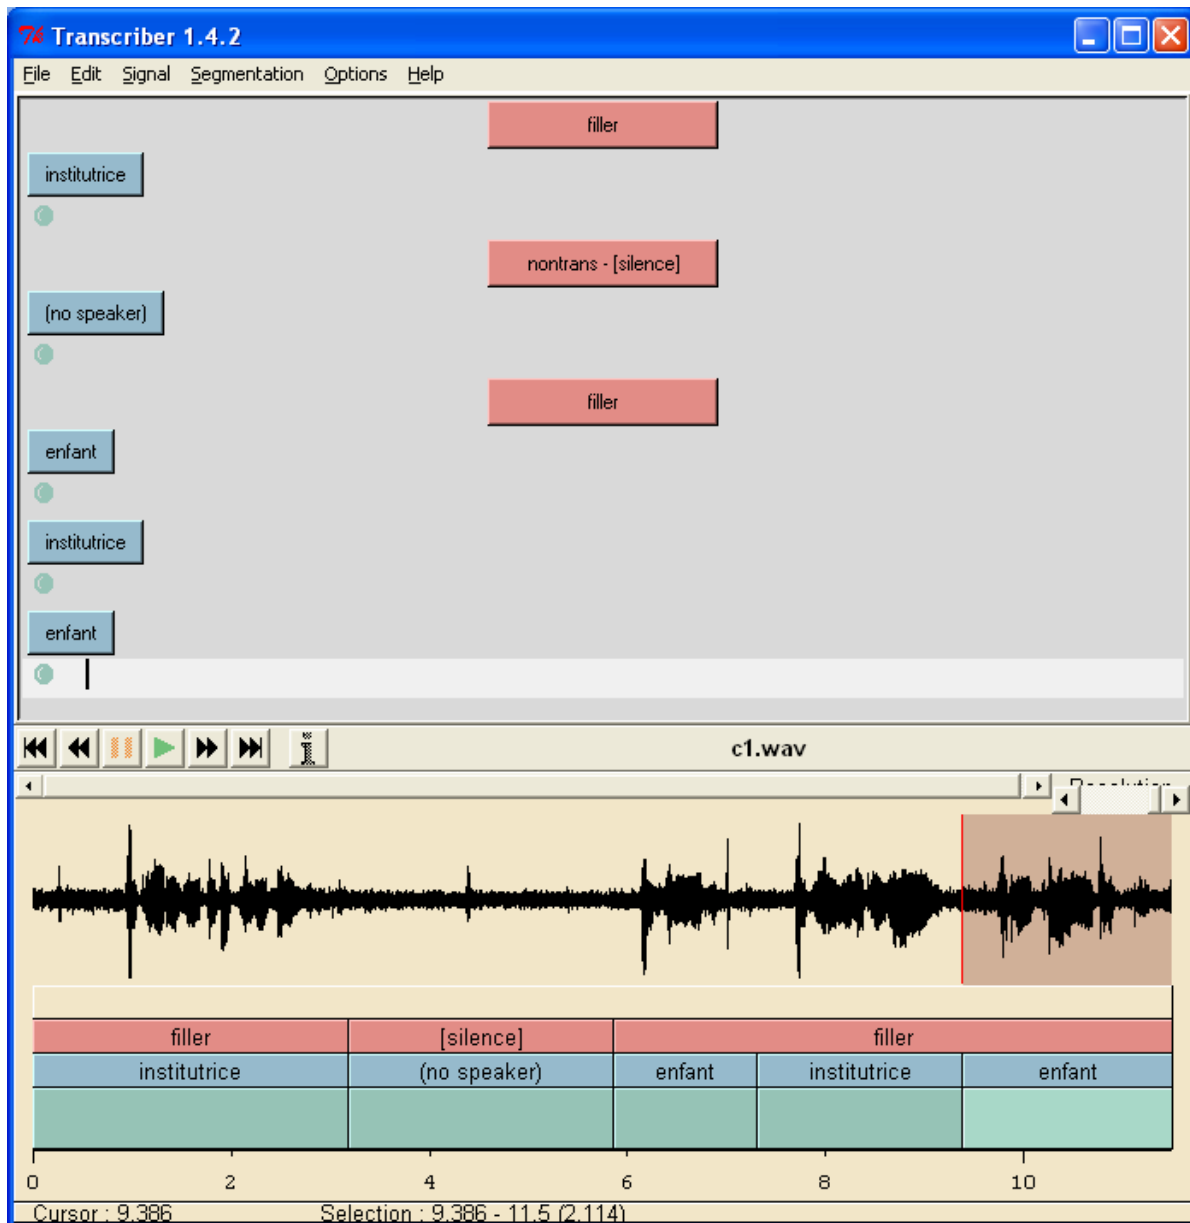 Transcriber 1.4.2
File Edit Signal Segmentation Options Help
filler
institutrice
nontrans - [silence]
(no speaker)
filler
enfant
institutrice
enfant
c1.wav
Resolution
filler [silence] filler
institutrice (no speaker) enfant institutrice enfant
0 2 4 6 8 10
Cursor : 9.386 Selection : 9.386 - 11.5 (2.114)